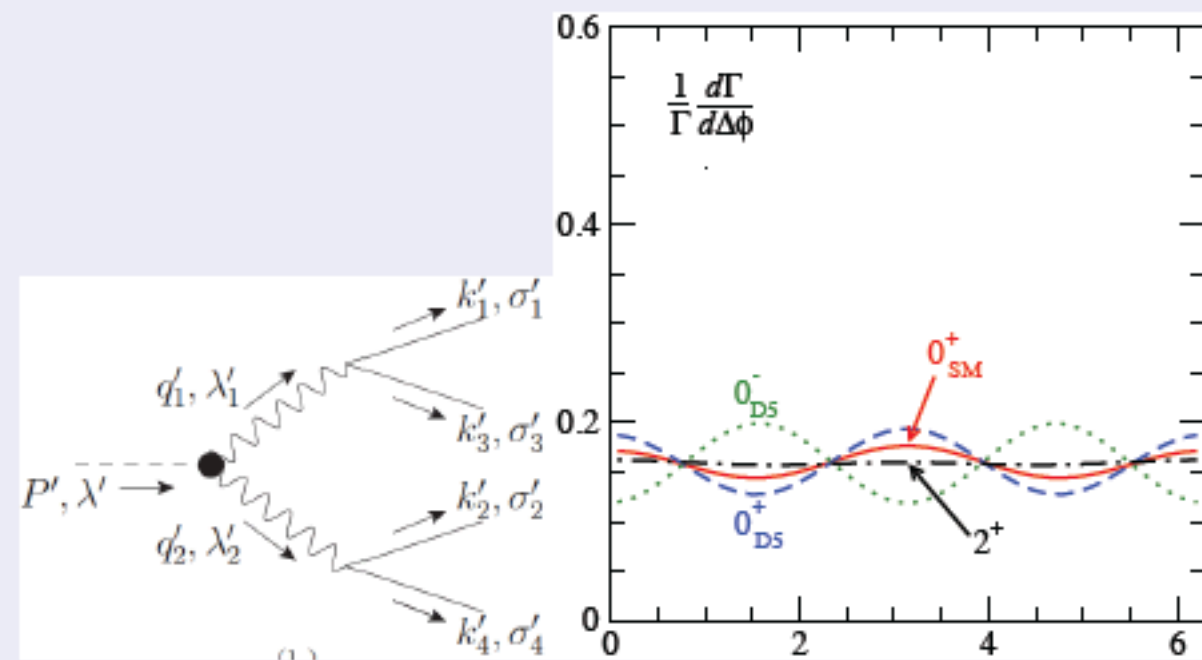 0.6
1/Γ dΓ/dΔϕ
0.4
0⁺SM
0⁻D5
0.2
0⁺D5
2⁺
0
0 2 4 6
k′₁, σ′₁
q′₁, λ′₁
k′₃, σ′₃
P′, λ′
k′₂, σ′₂
q′₂, λ′₂
k′₄, σ′₄